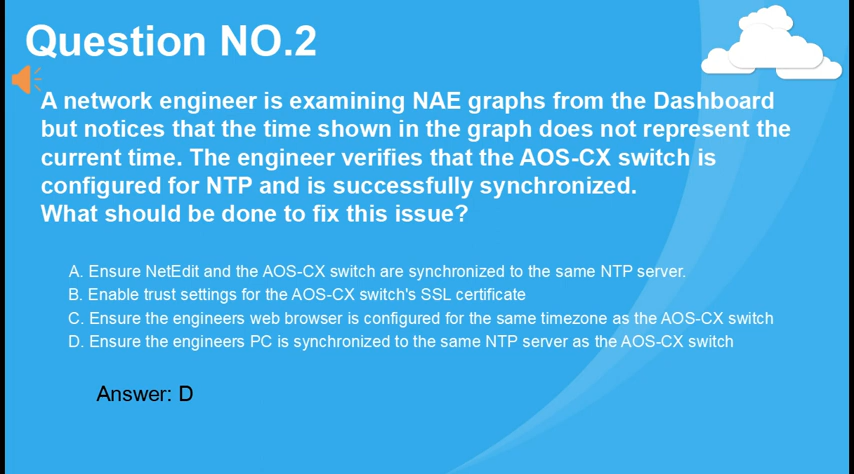 Question NO.2
A network engineer is examining NAE graphs from the Dashboard
but notices that the time shown in the graph does not represent the
current time. The engineer verifies that the AOS-CX switch is
configured for NTP and is successfully synchronized.
What should be done to fix this issue?
A. Ensure NetEdit and the AOS-CX switch are synchronized to the same NTP server.
B. Enable trust settings for the AOS-CX switch's SSL certificate
C. Ensure the engineers web browser is configured for the same timezone as the AOS-CX switch
D. Ensure the engineers PC is synchronized to the same NTP server as the AOS-CX switch
Answer: D